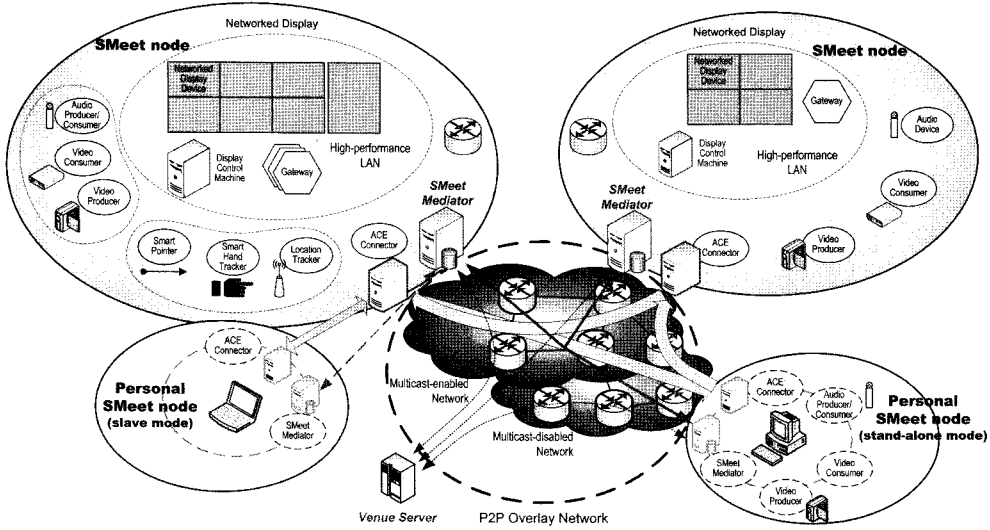 Networked Display
SMeet node
Networked
Display
Device
Audio
Producer/
Consumer
Video
Consumer
Video
Producer
Display
Control
Machine
Gateway
High-performance
LAN
SMeet
Mediator
Smart
Pointer
Smart
Hand
Tracker
Location
Tracker
ACE
Connector
Networked Display
SMeet node
Networked
Display
Device
Gateway
Audio
Device
Display
Control
Machine
High-performance
LAN
Video
Consumer
SMeet
Mediator
ACE
Connector
Video
Producer
ACE
Connector
Personal
SMeet node
(slave mode)
SMeet
Mediator
Multicast-enabled
Network
Multicast-disabled
Network
Venue Server
P2P Overlay Network
ACE
Connector
Audio
Producer/
Consumer
Personal
SMeet node
(stand-alone mode)
SMeet
Mediator
Video
Consumer
Video
Producer